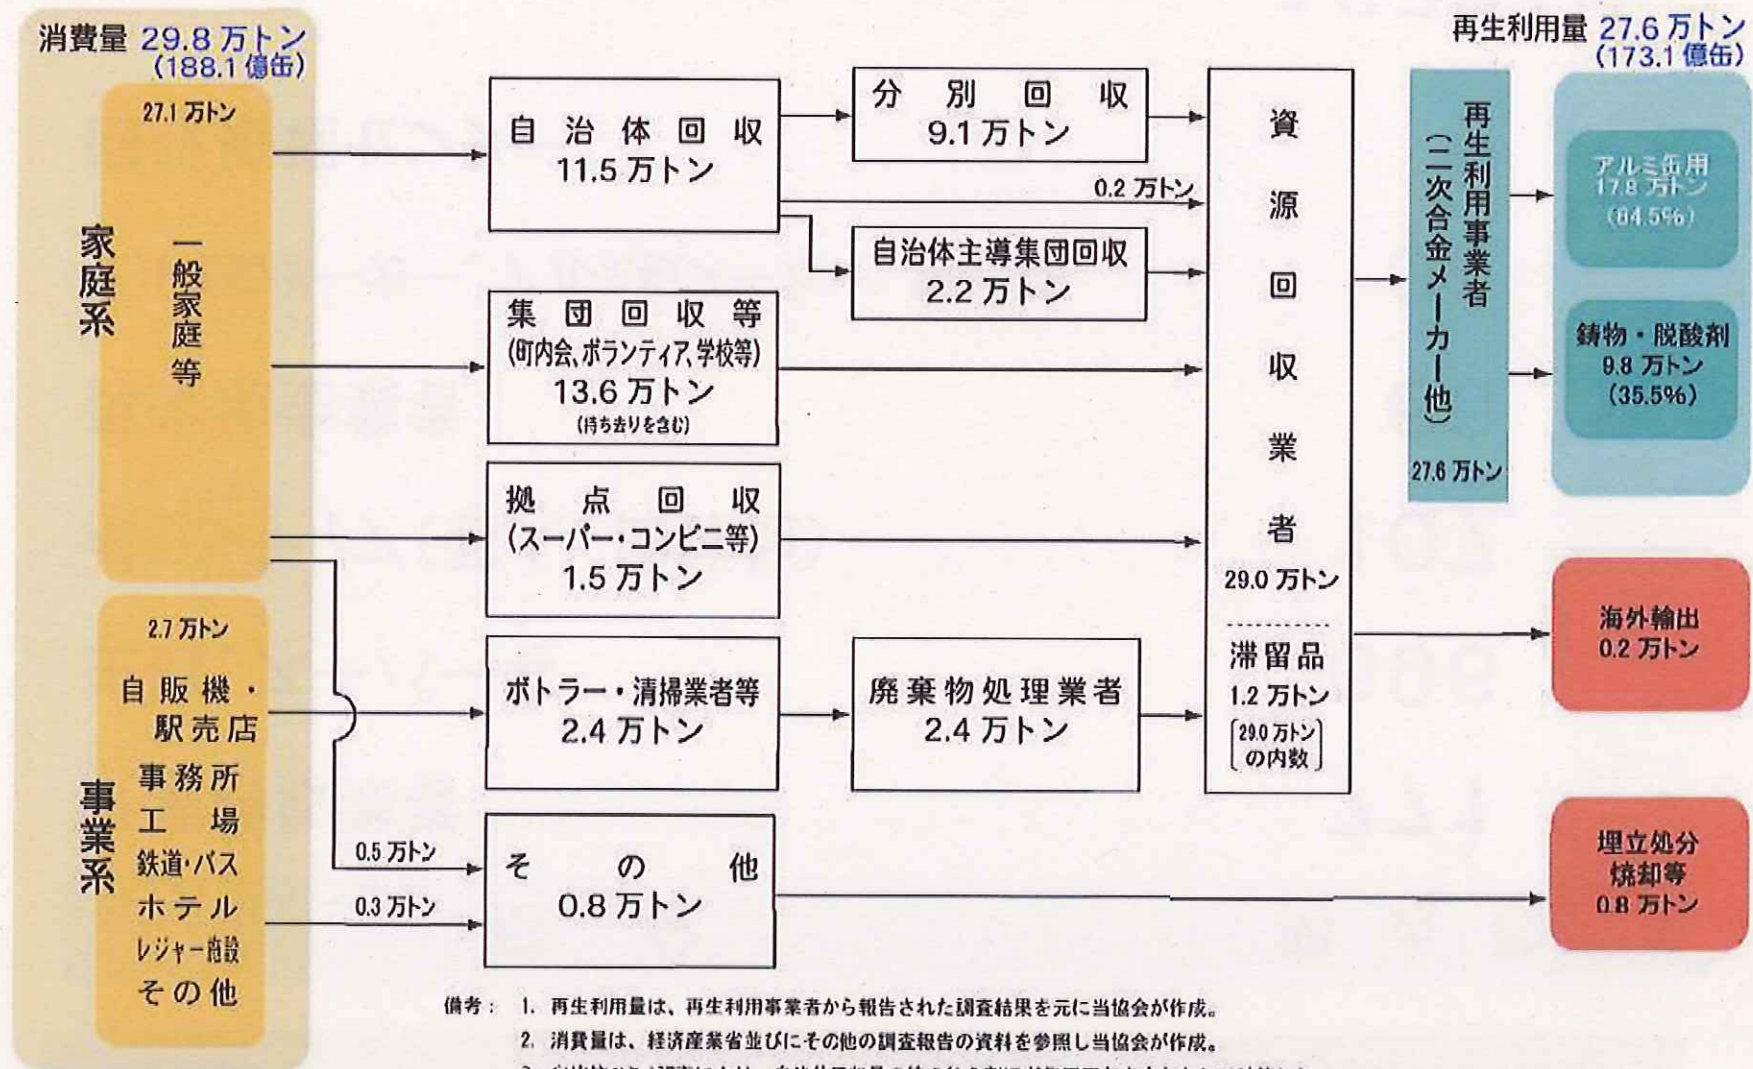 消費量 29.8 万トン
(188.1 億缶)
27.1 万トン
家庭系
一般家庭等
2.7 万トン
事業系
自販機・
駅売店
事務所
工場
鉄道・バス
ホテル
レジャー施設
その他
自治体回収
11.5 万トン
分別回収
9.1 万トン
0.2 万トン
自治体主導集団回収
2.2 万トン
集団回収等
(町内会、ボランティア、学校等)
13.6 万トン
(持ち去りを含む)
拠点回収
(スーパー・コンビニ等)
1.5 万トン
ボトラー・清掃業者等
2.4 万トン
廃棄物処理業者
2.4 万トン
0.5 万トン
0.3 万トン
その他
0.8 万トン
資源回収業者
29.0 万トン
滞留品
1.2 万トン
〔29.0 万トン
の内数〕
再生利用事業者
(二次合金メーカー他)
27.6 万トン
再生利用量 27.6 万トン
(173.1 億缶)
アルミ缶用
17.8 万トン
(64.5%)
鋳物・脱酸剤
9.8 万トン
(35.5%)
海外輸出
0.2 万トン
埋立処分
焼却等
0.8 万トン
備考： 1. 再生利用量は、再生利用事業者から報告された調査結果を元に当協会が作成。
2. 消費量は、経済産業省並びにその他の調査報告の資料を参照し当協会が作成。